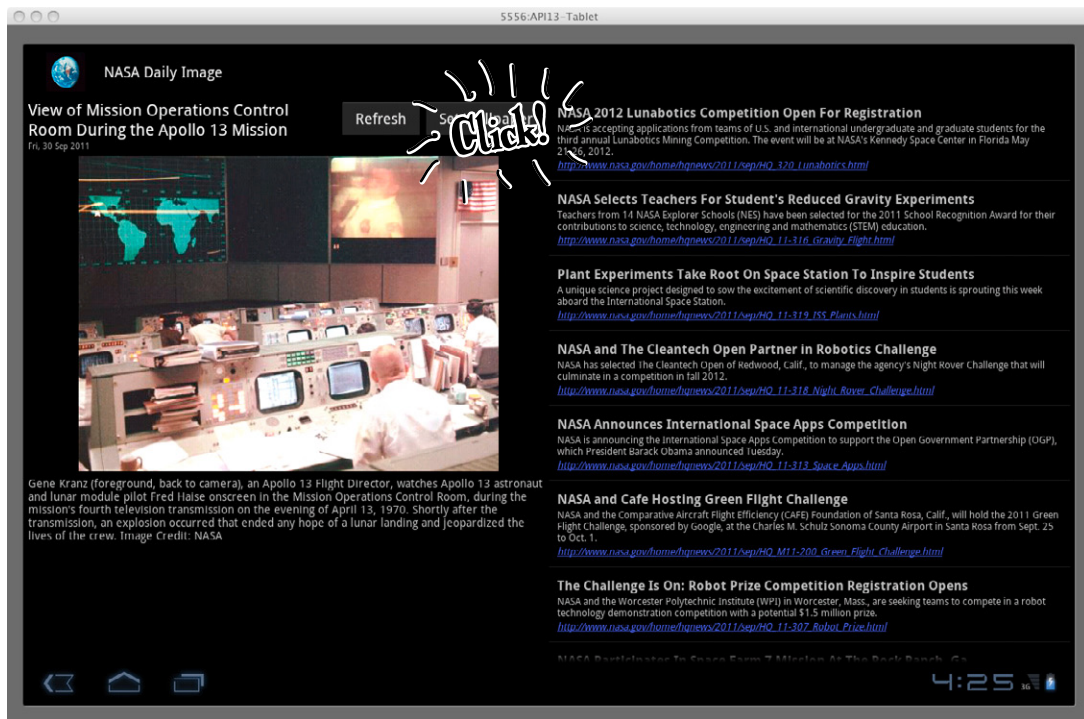 5556:API13-Tablet
NASA Daily Image
View of Mission Operations Control
Room During the Apollo 13 Mission
Fri, 30 Sep 2011
Refresh
Click!
Gene Kranz (foreground, back to camera), an Apollo 13 Flight Director, watches Apollo 13 astronaut
and lunar module pilot Fred Haise onscreen in the Mission Operations Control Room, during the
mission's fourth television transmission on the evening of April 13, 1970. Shortly after the
transmission, an explosion occurred that ended any hope of a lunar landing and jeopardized the
lives of the crew. Image Credit: NASA
NASA 2012 Lunabotics Competition Open For Registration
NASA is accepting applications from teams of U.S. and international undergraduate and graduate students for the
third annual Lunabotics Mining Competition. The event will be at NASA's Kennedy Space Center in Florida May
21-26, 2012.
http://www.nasa.gov/home/hqnews/2011/sep/HQ_320_Lunabotics.html
NASA Selects Teachers For Student's Reduced Gravity Experiments
Teachers from 14 NASA Explorer Schools (NES) have been selected for the 2011 School Recognition Award for their
contributions to science, technology, engineering and mathematics (STEM) education.
http://www.nasa.gov/home/hqnews/2011/sep/HQ_11-316_Gravity_Flight.html
Plant Experiments Take Root On Space Station To Inspire Students
A unique science project designed to sow the excitement of scientific discovery in students is sprouting this week
aboard the International Space Station.
http://www.nasa.gov/home/hqnews/2011/sep/HQ_11-319_ISS_Plants.html
NASA and The Cleantech Open Partner in Robotics Challenge
NASA has selected The Cleantech Open of Redwood, Calif., to manage the agency's Night Rover Challenge that will
culminate in a competition in fall 2012.
http://www.nasa.gov/home/hqnews/2011/sep/HQ_11-318_Night_Rover_Challenge.html
NASA Announces International Space Apps Competition
NASA is announcing the International Space Apps Competition to support the Open Government Partnership (OGP),
which President Barack Obama announced Tuesday.
http://www.nasa.gov/home/hqnews/2011/sep/HQ_11-313_Space_Apps.html
NASA and Cafe Hosting Green Flight Challenge
NASA and the Comparative Aircraft Flight Efficiency (CAFE) Foundation of Santa Rosa, Calif., will hold the 2011 Green
Flight Challenge, sponsored by Google, at the Charles M. Schulz Sonoma County Airport in Santa Rosa from Sept. 25
to Oct. 1.
http://www.nasa.gov/home/hqnews/2011/sep/HQ_M11-200_Green_Flight_Challenge.html
The Challenge Is On: Robot Prize Competition Registration Opens
NASA and the Worcester Polytechnic Institute (WPI) in Worcester, Mass., are seeking teams to compete in a robot
technology demonstration competition with a potential $1.5 million prize.
http://www.nasa.gov/home/hqnews/2011/sep/HQ_11-307_Robot_Prize.html
NASA Participates In Space Farm 7 Mission At The Rock Ranch, Ga.
4:25 3G